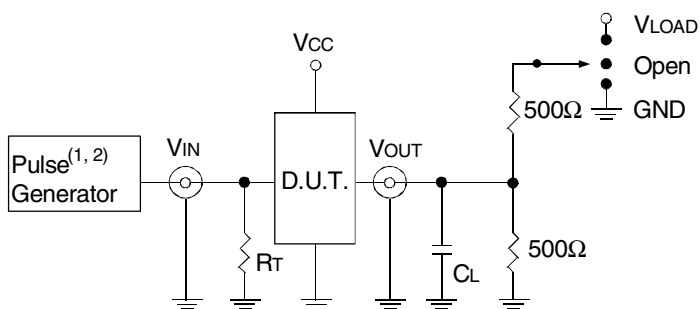 VLOAD
VCC
Open
500Ω
GND
VIN
VOUT
Pulse(1, 2)
Generator
D.U.T.
RT
CL
500Ω